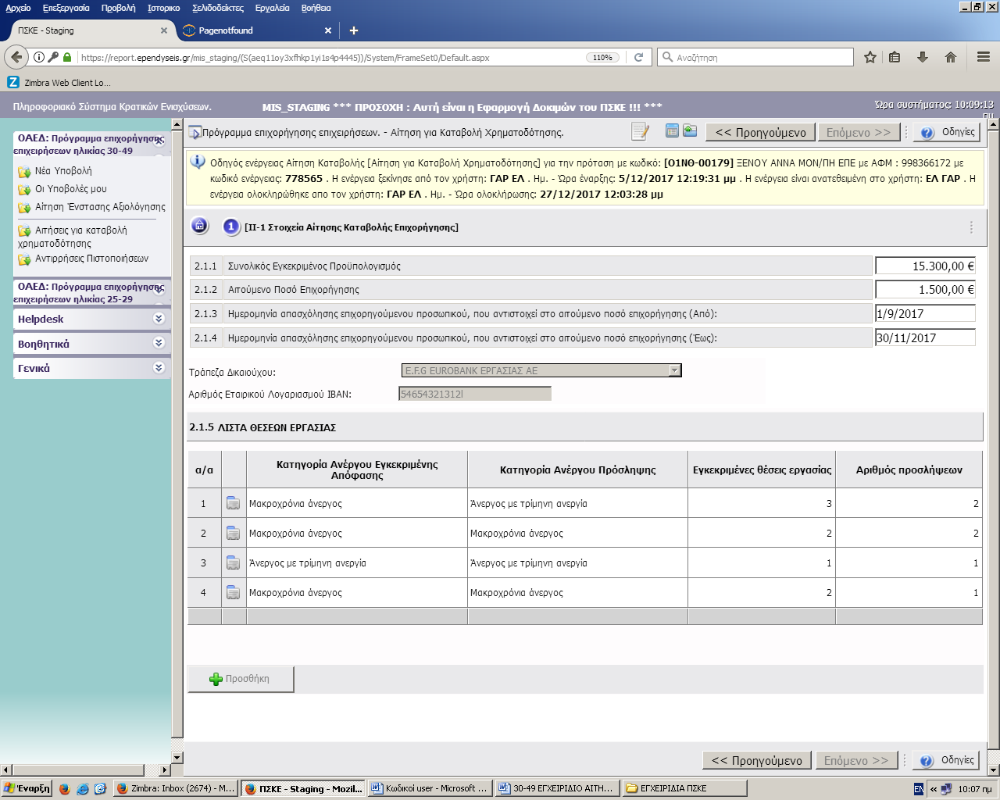 Αρχείο Επεξεργασία Προβολή Ιστορικο Σελιδοδείκτες Εργαλεία Βοήθεια
ΠΣΚΕ - Staging
Pagenotfound
https://report.ependyseis.gr/mis_staging/(S(aeq11oy3xfhkp1yi1s4p4445))/System/FrameSet0/Default.aspx
110%
Αναζήτηση
Zimbra Web Client Lo...
Πληροφοριακό Σύστημα Κρατικών Ενισχύσεων.
MIS_STAGING *** ΠΡΟΣΟΧΗ : Αυτή είναι η Εφαρμογή Δοκιμών του ΠΣΚΕ !!! ***
Ώρα συστήματος: 10:09:13
πμ
ΟΑΕΔ: Πρόγραμμα επιχορήγησης
επιχειρήσεων ηλικίας 30-49
Νέα Υποβολή
Οι Υποβολές μου
Αίτηση Ένστασης Αξιολόγησης
Αιτήσεις για καταβολή
χρηματοδότησης
Αντιρρήσεις Πιστοποιήσεων
ΟΑΕΔ: Πρόγραμμα επιχορήγησης
επιχειρήσεων ηλικίας 25-29
Helpdesk
Βοηθητικά
Γενικά
Πρόγραμμα επιχορήγησης επιχειρήσεων. - Αίτηση για Καταβολή Χρηματοδότησης.
<< Προηγούμενο
Επόμενο >>
Οδηγίες
Οδηγός ενέργειας Αίτηση Καταβολής [Αίτηση για Καταβολή Χρηματοδότησης] για την πρόταση με κωδικό: [Ο1ΝΘ-00179] ΞΕΝΟΥ ΑΝΝΑ ΜΟΝ/ΠΗ ΕΠΕ με ΑΦΜ : 998366172 με
κωδικό ενέργειας: 778565 . Η ενέργεια ξεκίνησε από τον χρήστη: ΓΑΡ ΕΛ . Ημ. - Ώρα έναρξης: 5/12/2017 12:19:31 μμ . Η ενέργεια είναι ανατεθειμένη στο χρήστη: ΕΛ ΓΑΡ . Η
ενέργεια ολοκληρώθηκε απο τον χρήστη: ΓΑΡ ΕΛ . Ημ. - Ώρα ολοκλήρωσης: 27/12/2017 12:03:28 μμ
1 [II-1 Στοιχεία Αίτησης Καταβολής Επιχορήγησης]
2.1.1 Συνολικός Εγκεκριμένος Προϋπολογισμός 15.300,00 €
2.1.2 Αιτούμενο Ποσό Επιχορήγησης 1.500,00 €
2.1.3 Ημερομηνία απασχόλησης επιχορηγούμενου προσωπικού, που αντιστοιχεί στο αιτούμενο ποσό επιχορήγησης (Από): 1/9/2017
2.1.4 Ημερομηνία απασχόλησης επιχορηγούμενου προσωπικού, που αντιστοιχεί στο αιτούμενο ποσό επιχορήγησης (Έως): 30/11/2017
Τράπεζα Δικαιούχου: E.F.G EUROBANK ΕΡΓΑΣΙΑΣ ΑΕ
Αριθμός Εταιρικού Λογαριασμού IBAN: 54654321312l
2.1.5 ΛΙΣΤΑ ΘΕΣΕΩΝ ΕΡΓΑΣΙΑΣ
α/α
Κατηγορία Ανέργου Εγκεκριμένης
Απόφασης
Κατηγορία Ανέργου Πρόσληψης
Εγκεκριμένες θέσεις εργασίας
Αριθμός προσλήψεων
1 Μακροχρόνια άνεργος Άνεργος με τρίμηνη ανεργία 3 2
2 Μακροχρόνια άνεργος Μακροχρόνια άνεργος 2 2
3 Άνεργος με τρίμηνη ανεργία Άνεργος με τρίμηνη ανεργία 1 1
4 Μακροχρόνια άνεργος Μακροχρόνια άνεργος 2 1
Προσθήκη
<< Προηγούμενο
Επόμενο >>
Οδηγίες
Έναρξη
Zimbra: Inbox (2674) - M...
ΠΣΚΕ - Staging - Mozil...
Κωδικοί user - Microsoft ...
30-49 ΕΓΧΕΙΡΙΔΙΟ ΑΙΤΗ...
ΕΓΧΕΙΡΙΔΙΑ ΠΣΚΕ
EN
10:07 πμ